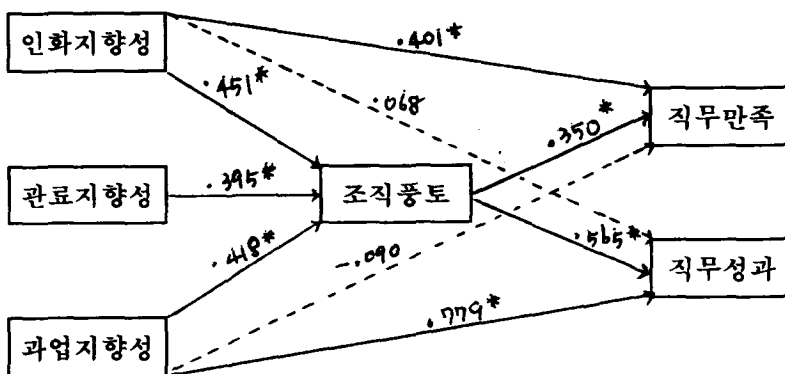 인화지향성
.401*
.451*
.068
직무만족
.350*
관료지향성
.395*
조직풍토
.565*
.418*
-.090
직무성과
.779*
과업지향성